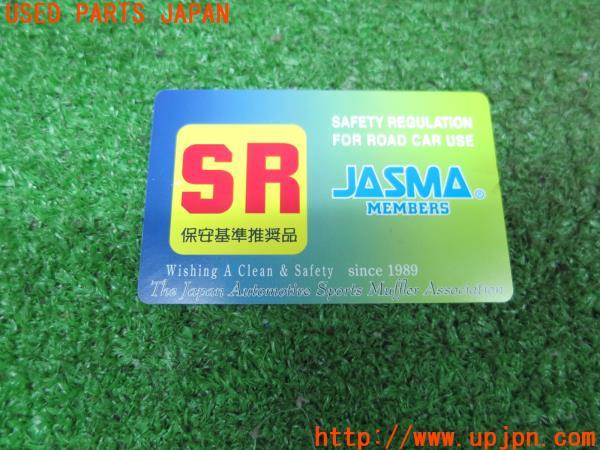 USED PARTS JAPAN
SR
保安基準推奨品
SAFETY REGULATION
FOR ROAD CAR USE
JASMA®
MEMBERS
Wishing A Clean & Safety since 1989
The Japan Automotive Sports Muffler Association
http://www.upjpn.com/